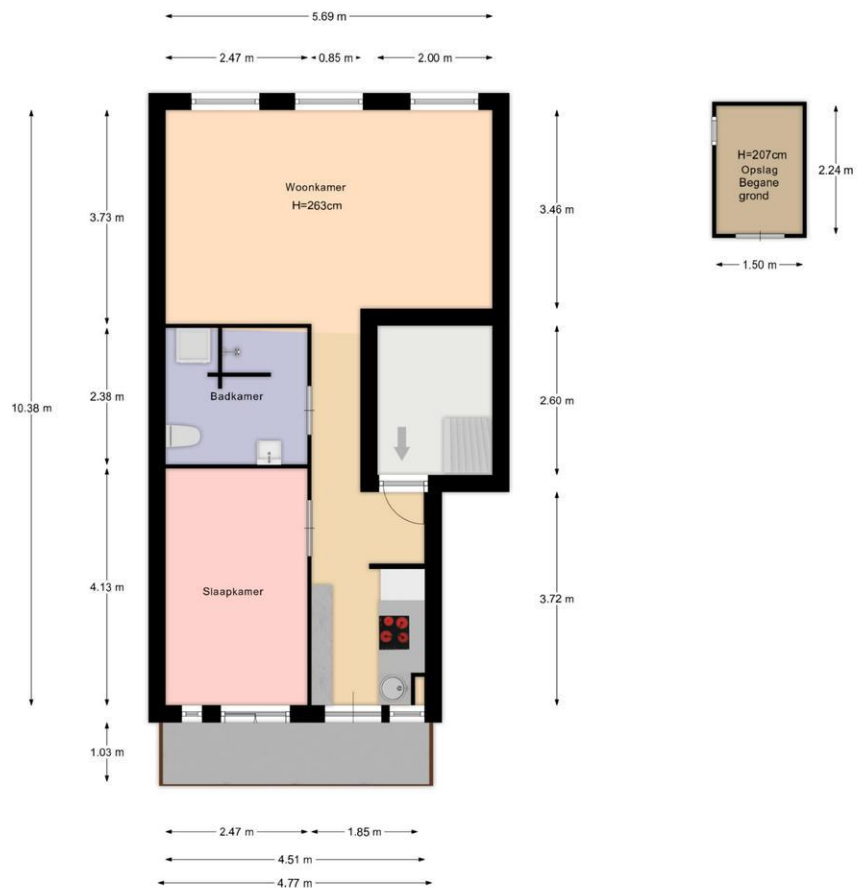 5.69 m
2.47 m
0.85 m
2.00 m
Woonkamer
H=263cm
H=207cm
Opslag
Begane
grond
2.24 m
1.50 m
3.73 m
3.46 m
10.38 m
2.38 m
Badkamer
2.60 m
4.13 m
Slaapkamer
3.72 m
1.03 m
2.47 m
1.85 m
4.51 m
4.77 m